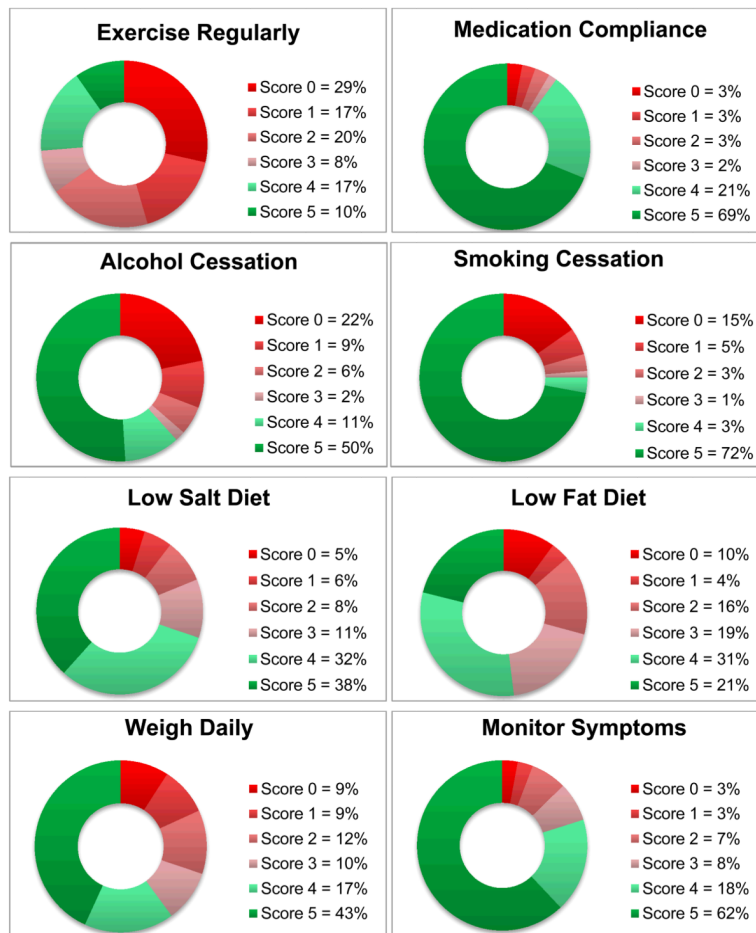 Exercise Regularly
Score 0 = 29%
Score 1 = 17%
Score 2 = 20%
Score 3 = 8%
Score 4 = 17%
Score 5 = 10%
Medication Compliance
Score 0 = 3%
Score 1 = 3%
Score 2 = 3%
Score 3 = 2%
Score 4 = 21%
Score 5 = 69%
Alcohol Cessation
Score 0 = 22%
Score 1 = 9%
Score 2 = 6%
Score 3 = 2%
Score 4 = 11%
Score 5 = 50%
Smoking Cessation
Score 0 = 15%
Score 1 = 5%
Score 2 = 3%
Score 3 = 1%
Score 4 = 3%
Score 5 = 72%
Low Salt Diet
Score 0 = 5%
Score 1 = 6%
Score 2 = 8%
Score 3 = 11%
Score 4 = 32%
Score 5 = 38%
Low Fat Diet
Score 0 = 10%
Score 1 = 4%
Score 2 = 16%
Score 3 = 19%
Score 4 = 31%
Score 5 = 21%
Weigh Daily
Score 0 = 9%
Score 1 = 9%
Score 2 = 12%
Score 3 = 10%
Score 4 = 17%
Score 5 = 43%
Monitor Symptoms
Score 0 = 3%
Score 1 = 3%
Score 2 = 7%
Score 3 = 8%
Score 4 = 18%
Score 5 = 62%